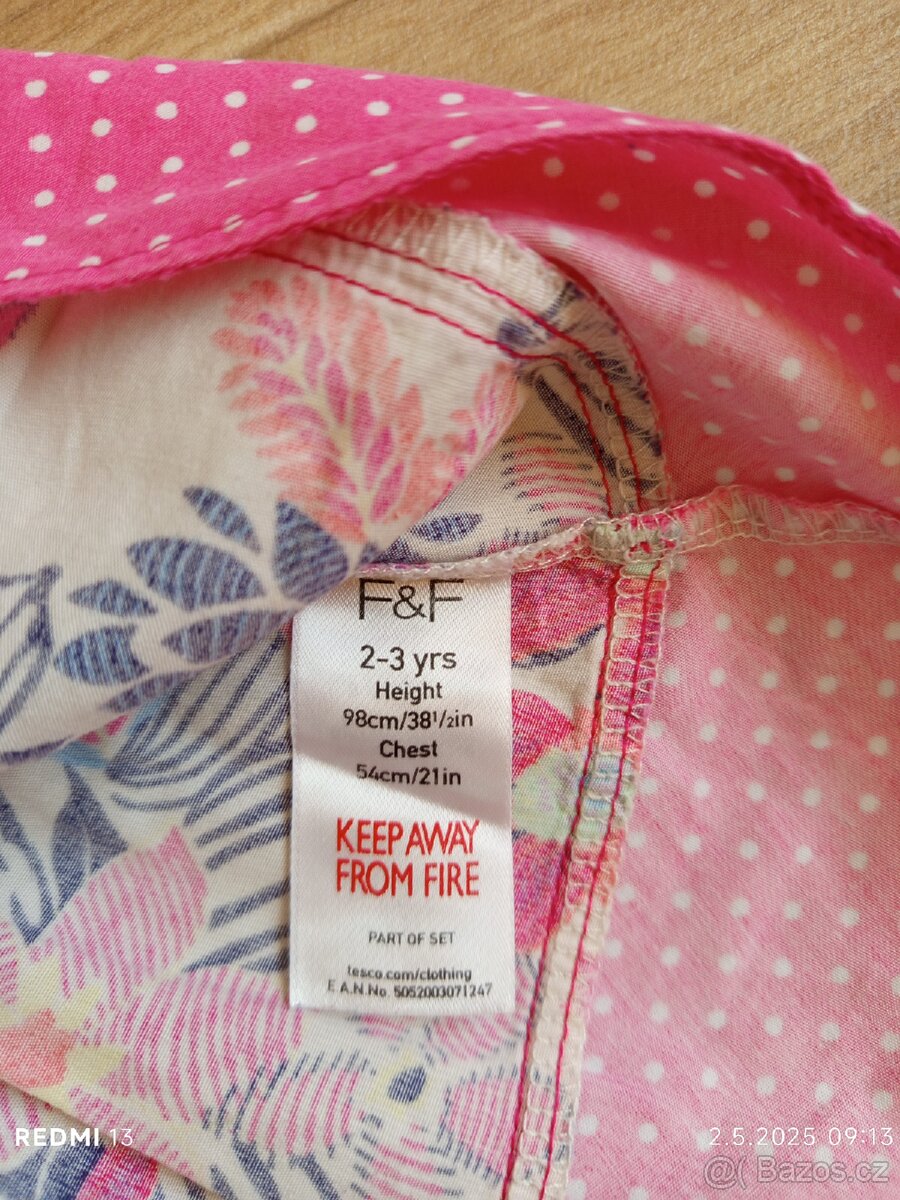 F&F
2-3 yrs
Height
98cm/38½in
Chest
54cm/21in
KEEP AWAY
FROM FIRE
PART OF SET
tesco.com/clothing
E.A.N.No. 5052003071247
REDMI 13
2.5.2025 09:13
@( Bazos.cz